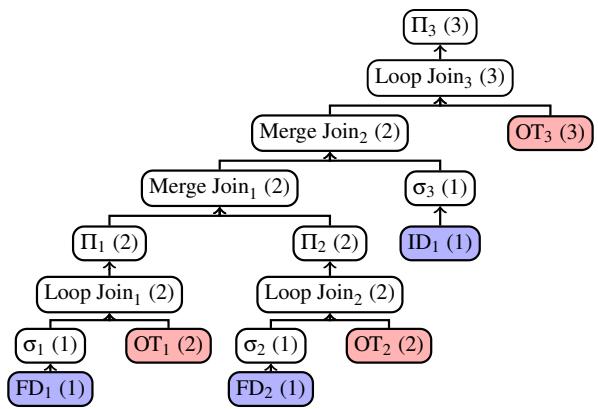 Π₃ (3)
Loop Join₃ (3)
Merge Join₂ (2) OT₃ (3)
Merge Join₁ (2) σ₃ (1)
Π₁ (2) Π₂ (2) ID₁ (1)
Loop Join₁ (2) Loop Join₂ (2)
σ₁ (1) OT₁ (2) σ₂ (1) OT₂ (2)
FD₁ (1) FD₂ (1)